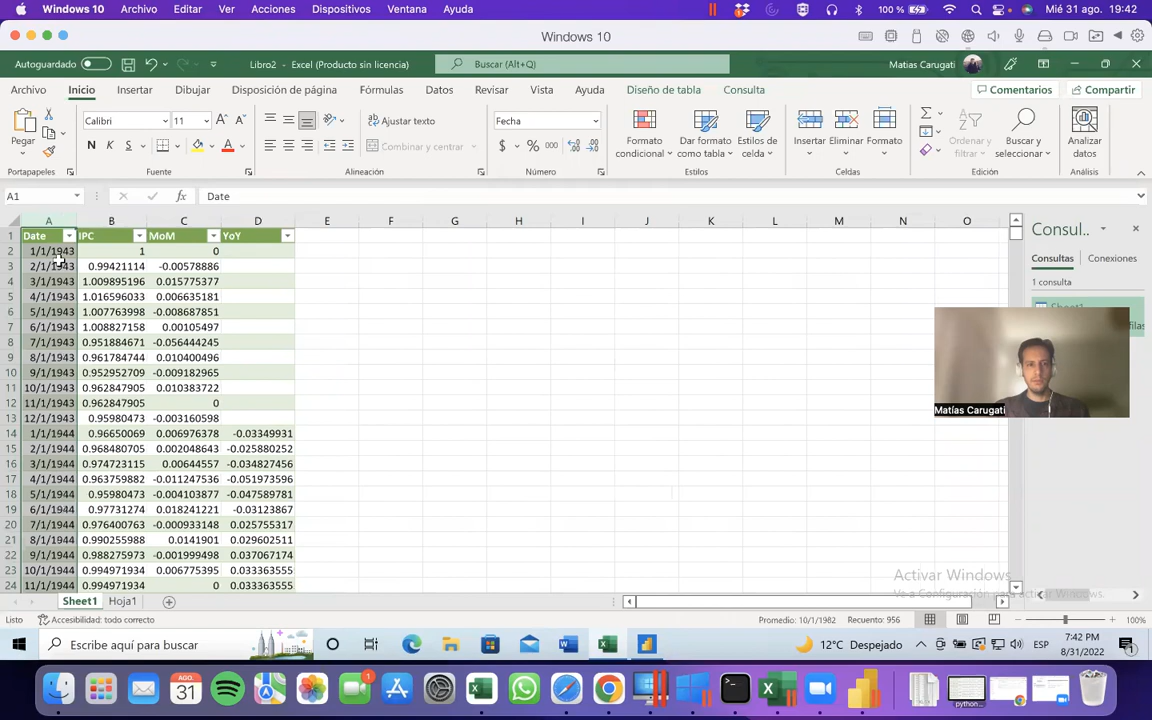 Windows 10 Archivo Editar Ver Acciones Dispositivos Ventana Ayuda 100 % Mié 31 ago. 19:42
Windows 10
Autoguardado Libro2 - Excel (Producto sin licencia) Buscar (Alt+Q) Matias Carugati
Archivo Inicio Insertar Dibujar Disposición de página Fórmulas Datos Revisar Vista Ayuda Diseño de tabla Consulta Comentarios Compartir
Calibri 11 Ajustar texto Fecha
Pegar N K S Combinar y centrar $ % 000 Formato condicional Dar formato como tabla Estilos de celda Insertar Eliminar Formato Ordenar y filtrar Buscar y seleccionar Analizar datos
Portapapeles Fuente Alineación Número Estilos Celdas Edición Análisis
A1 fx Date
A B C D E F G H I J K L M N O
1 Date IPC MoM YoY
2 1/1/1943 1 0
3 2/1/1943 0.99421114 -0.00578886
4 3/1/1943 1.009895196 0.015775377
5 4/1/1943 1.016596033 0.006635181
6 5/1/1943 1.007763998 -0.008687851
7 6/1/1943 1.008827158 0.00105497
8 7/1/1943 0.951884671 -0.056444245
9 8/1/1943 0.961784744 0.010400496
10 9/1/1943 0.952952709 -0.009182965
11 10/1/1943 0.962847905 0.010383722
12 11/1/1943 0.962847905 0
13 12/1/1943 0.95980473 -0.003160598
14 1/1/1944 0.96650069 0.006976378 -0.03349931
15 2/1/1944 0.968480705 0.002048643 -0.025880252
16 3/1/1944 0.974723115 0.00644557 -0.034827456
17 4/1/1944 0.963759882 -0.011247536 -0.051973596
18 5/1/1944 0.95980473 -0.004103877 -0.047589781
19 6/1/1944 0.97731274 0.018241221 -0.03123867
20 7/1/1944 0.976400763 -0.000933148 0.025755317
21 8/1/1944 0.990255988 0.0141901 0.029602511
22 9/1/1944 0.988275973 -0.001999498 0.037067174
23 10/1/1944 0.994971934 0.006775395 0.033363555
24 11/1/1944 0.994971934 0 0.033363555
Consul...
Consultas Conexiones
1 consulta
Sheet1
filas
Matías Carugati
Activar Windows
Ve a Configuración para activar Windows.
Sheet1 Hoja1
Listo Accesibilidad: todo correcto Promedio: 10/1/1982 Recuento: 956 100%
Escribe aquí para buscar 12°C Despejado ESP 7:42 PM
8/31/2022
AGO.
31
1
python...